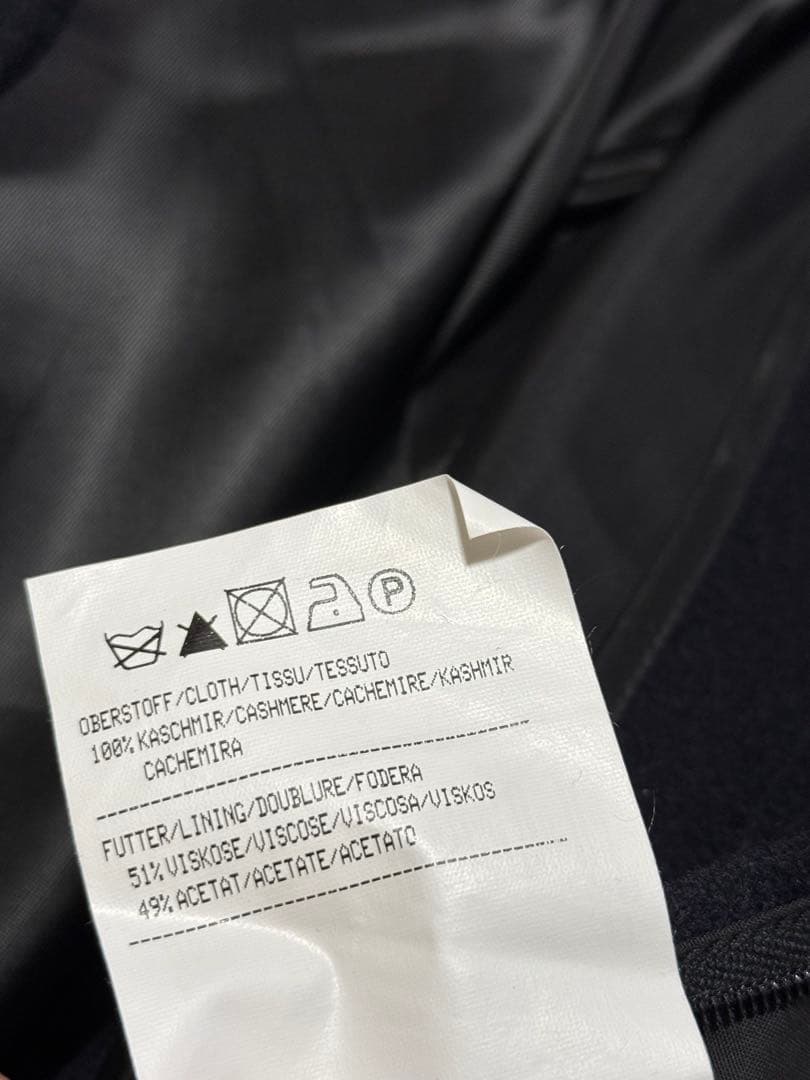 P
OBERSTOFF/CLOTH/TISSU/TESSUTO
100% KASCHMIR/CASHMERE/CACHEMIRE/KASHMIR
CACHEMIRA
FUTTER/LINING/DOUBLURE/FODERA
51% VISKOSE/VISCOSE/VISCOSA/VISKOS
49% ACETAT/ACETATE/ACETATO